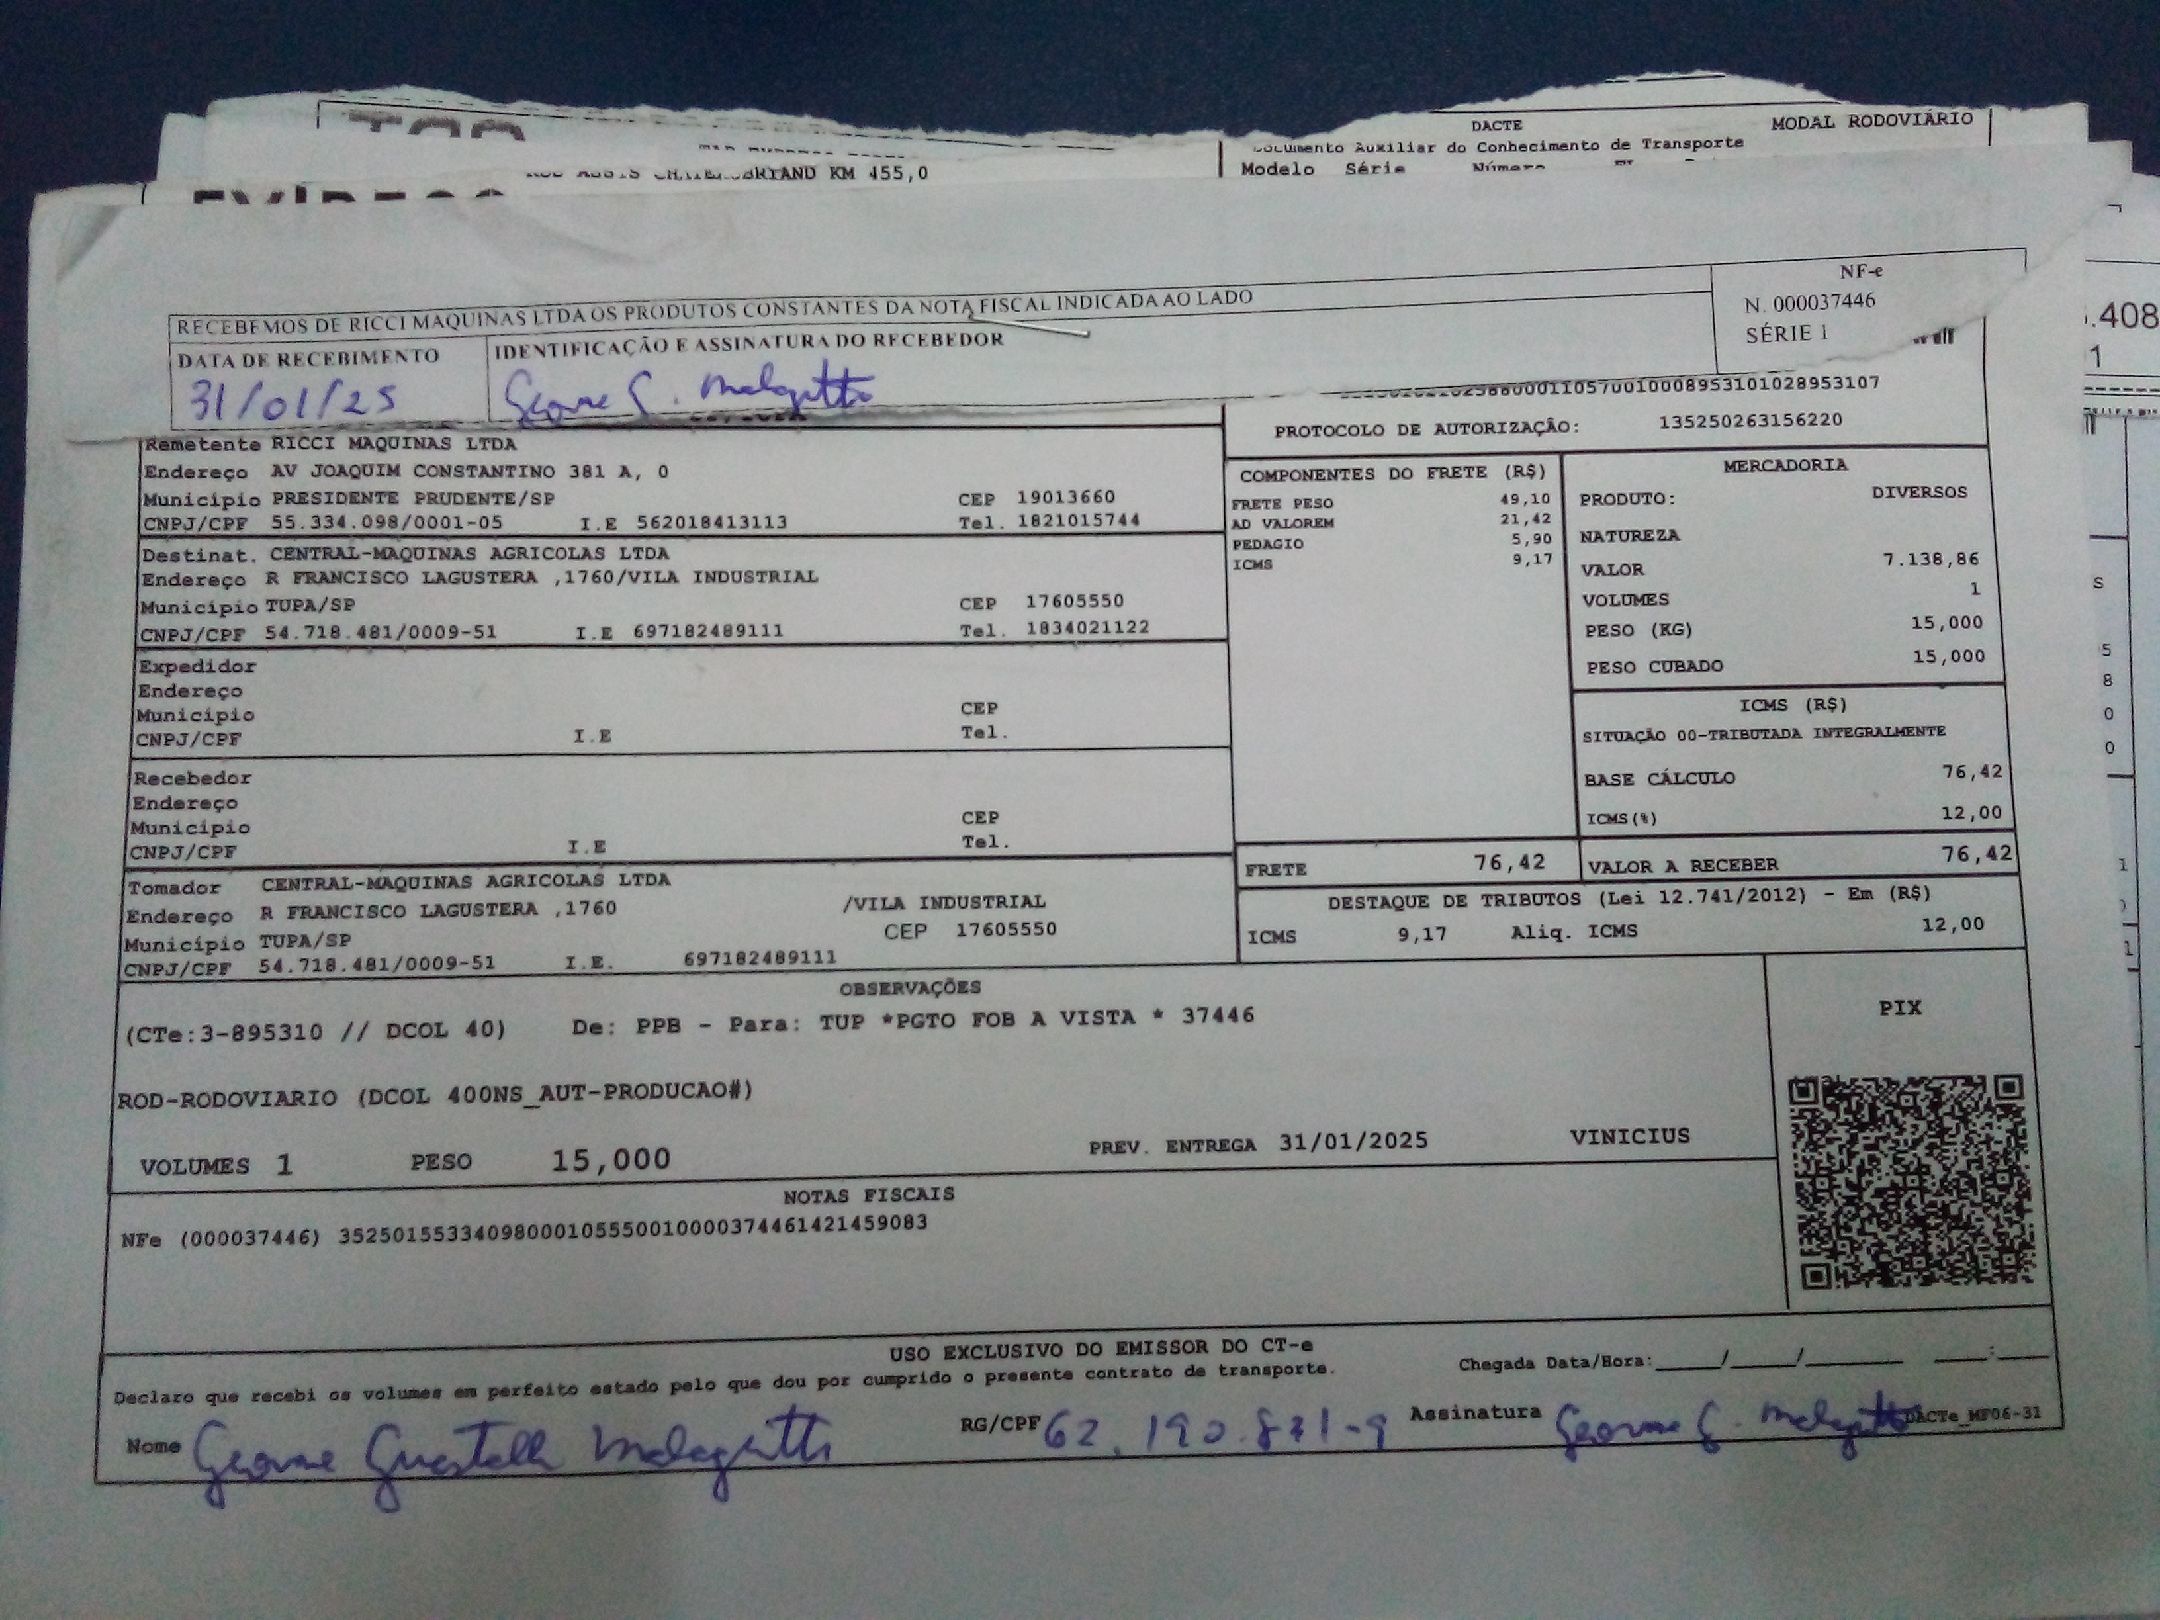 DACTE
MODAL RODOVIÁRIO
Documento Auxiliar do Conhecimento de Transporte
KM 455,0
Modelo Série Número
NF-e
RECEBEMOS DE RICCI MAQUINAS LTDA OS PRODUTOS CONSTANTES DA NOTA FISCAL INDICADA AO LADO
N. 000037446
SÉRIE 1
DATA DE RECEBIMENTO
IDENTIFICAÇÃO E ASSINATURA DO RECEBEDOR
31/01/25
.408
1
PROTOCOLO DE AUTORIZAÇÃO: 135250263156220
Remetente RICCI MAQUINAS LTDA
Endereço AV JOAQUIM CONSTANTINO 381 A, 0
Município PRESIDENTE PRUDENTE/SP CEP 19013660
CNPJ/CPF 55.334.098/0001-05 I.E 562018413113 Tel. 1821015744
Destinat. CENTRAL-MAQUINAS AGRICOLAS LTDA
Endereço R FRANCISCO LAGUSTERA ,1760/VILA INDUSTRIAL
Município TUPA/SP CEP 17605550
CNPJ/CPF 54.718.481/0009-51 I.E 697182489111 Tel. 1834021122
Expedidor
Endereço
Município CEP
CNPJ/CPF I.E Tel.
Recebedor
Endereço
Município CEP
CNPJ/CPF I.E Tel.
Tomador CENTRAL-MAQUINAS AGRICOLAS LTDA
Endereço R FRANCISCO LAGUSTERA ,1760 /VILA INDUSTRIAL
Município TUPA/SP CEP 17605550
CNPJ/CPF 54.718.481/0009-51 I.E. 697182489111
COMPONENTES DO FRETE (R$)
FRETE PESO 49,10
AD VALOREM 21,42
PEDAGIO 5,90
ICMS 9,17
MERCADORIA
PRODUTO: DIVERSOS
NATUREZA
VALOR 7.138,86
VOLUMES 1
PESO (KG) 15,000
PESO CUBADO 15,000
ICMS (R$)
SITUAÇÃO 00-TRIBUTADA INTEGRALMENTE
BASE CÁLCULO 76,42
ICMS(%) 12,00
FRETE 76,42
VALOR A RECEBER 76,42
DESTAQUE DE TRIBUTOS (Lei 12.741/2012) - Em (R$)
ICMS 9,17 Aliq. ICMS 12,00
OBSERVAÇÕES
(CTe:3-895310 // DCOL 40) De: PPB - Para: TUP *PGTO FOB A VISTA * 37446
PIX
ROD-RODOVIARIO (DCOL 400NS_AUT-PRODUCAO#)
VOLUMES 1 PESO 15,000 PREV. ENTREGA 31/01/2025 VINICIUS
NOTAS FISCAIS
NFe (000037446) 35250155334098000105550010000374461421459083
USO EXCLUSIVO DO EMISSOR DO CT-e
Declaro que recebi os volumes em perfeito estado pelo que dou por cumprido o presente contrato de transporte.
Chegada Data/Hora:_____/_____/_______ ____:____
Nome
RG/CPF 62.190.831-9
Assinatura
DACTe_MF06-31